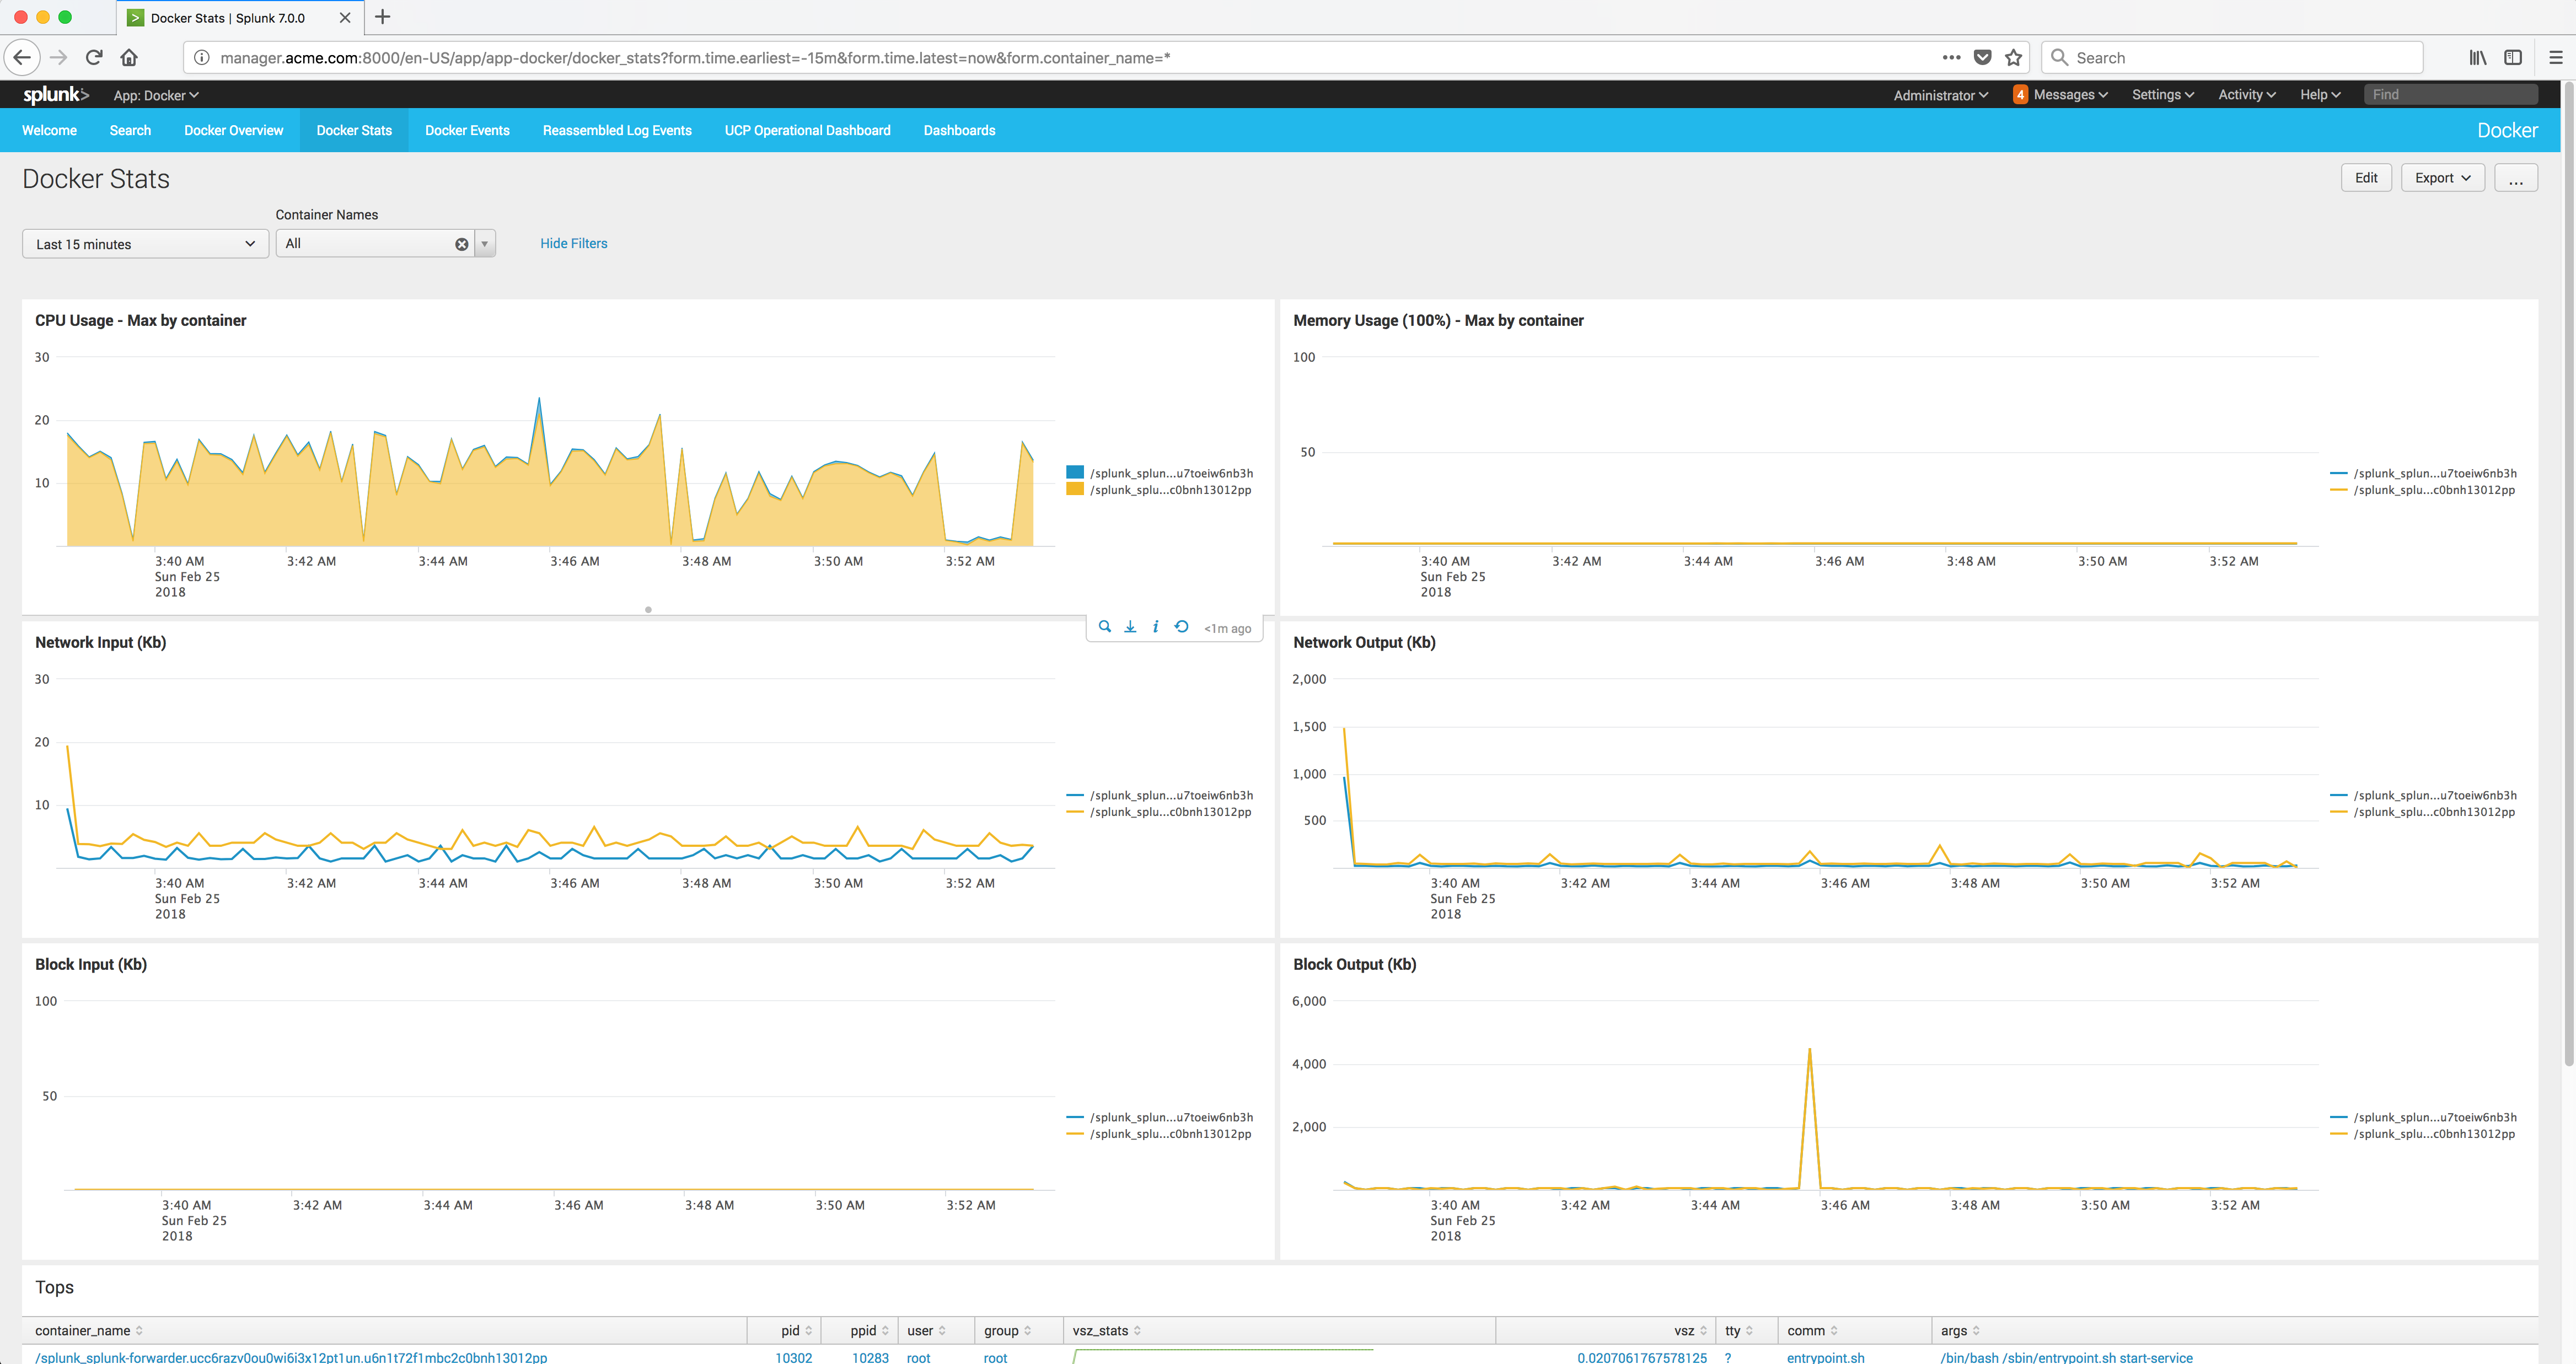 Docker Stats | Splunk 7.0.0
manager.acme.com:8000/en-US/app/app-docker/docker_stats?form.time.earliest=-15m&form.time.latest=now&form.container_name=*
Search
splunk> App: Docker Administrator 4 Messages Settings Activity Help Find
Welcome Search Docker Overview Docker Stats Docker Events Reassembled Log Events UCP Operational Dashboard Dashboards Docker
Docker Stats
Edit Export ...
Container Names
Last 15 minutes All Hide Filters
CPU Usage - Max by container
30
20
10
3:40 AM 3:42 AM 3:44 AM 3:46 AM 3:48 AM 3:50 AM 3:52 AM
Sun Feb 25
2018
/splunk_splun...u7toeiw6nb3h
/splunk_splu...c0bnh13012pp
<1m ago
Memory Usage (100%) - Max by container
100
50
3:40 AM 3:42 AM 3:44 AM 3:46 AM 3:48 AM 3:50 AM 3:52 AM
Sun Feb 25
2018
/splunk_splun...u7toeiw6nb3h
/splunk_splu...c0bnh13012pp
Network Input (Kb)
30
20
10
3:40 AM 3:42 AM 3:44 AM 3:46 AM 3:48 AM 3:50 AM 3:52 AM
Sun Feb 25
2018
/splunk_splun...u7toeiw6nb3h
/splunk_splu...c0bnh13012pp
Network Output (Kb)
2,000
1,500
1,000
500
3:40 AM 3:42 AM 3:44 AM 3:46 AM 3:48 AM 3:50 AM 3:52 AM
Sun Feb 25
2018
/splunk_splun...u7toeiw6nb3h
/splunk_splu...c0bnh13012pp
Block Input (Kb)
100
50
3:40 AM 3:42 AM 3:44 AM 3:46 AM 3:48 AM 3:50 AM 3:52 AM
Sun Feb 25
2018
/splunk_splun...u7toeiw6nb3h
/splunk_splu...c0bnh13012pp
Block Output (Kb)
6,000
4,000
2,000
3:40 AM 3:42 AM 3:44 AM 3:46 AM 3:48 AM 3:50 AM 3:52 AM
Sun Feb 25
2018
/splunk_splun...u7toeiw6nb3h
/splunk_splu...c0bnh13012pp
Tops
container_name pid ppid user group vsz_stats vsz tty comm args
/splunk_splunk-forwarder.ucc6razv0ou0wi6i3x12pt1un.u6n1t72f1mbc2c0bnh13012pp 10302 10283 root root 0.0207061767578125 ? entrypoint.sh /bin/bash /sbin/entrypoint.sh start-service